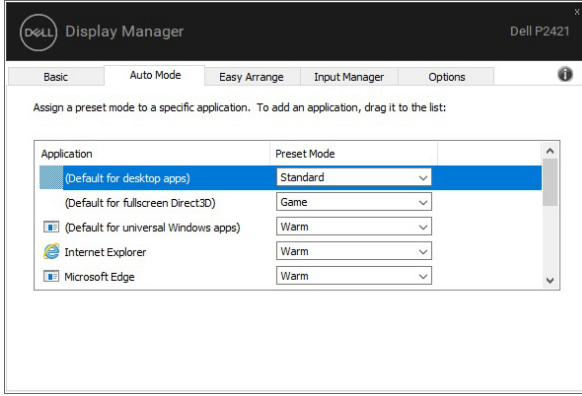 DELL Display Manager Dell P2421
Basic Auto Mode Easy Arrange Input Manager Options
Assign a preset mode to a specific application. To add an application, drag it to the list:
Application Preset Mode
(Default for desktop apps) Standard
(Default for fullscreen Direct3D) Game
(Default for universal Windows apps) Warm
Internet Explorer Warm
Microsoft Edge Warm